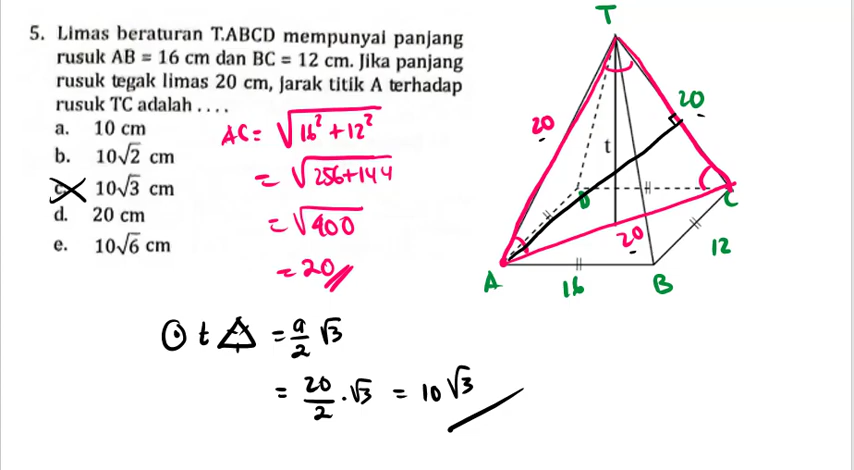 5. Limas beraturan T.ABCD mempunyai panjang
rusuk AB = 16 cm dan BC = 12 cm. Jika panjang
rusuk tegak limas 20 cm, jarak titik A terhadap
rusuk TC adalah . . . .
a. 10 cm
b. 10√2 cm
c. 10√3 cm
d. 20 cm
e. 10√6 cm
AC = √16² + 12²
= √256 + 144
= √400
= 20
T
20
20
t
D
C
20
12
A
16
B
t △ = a/2 √3
= 20/2 . √3 = 10√3